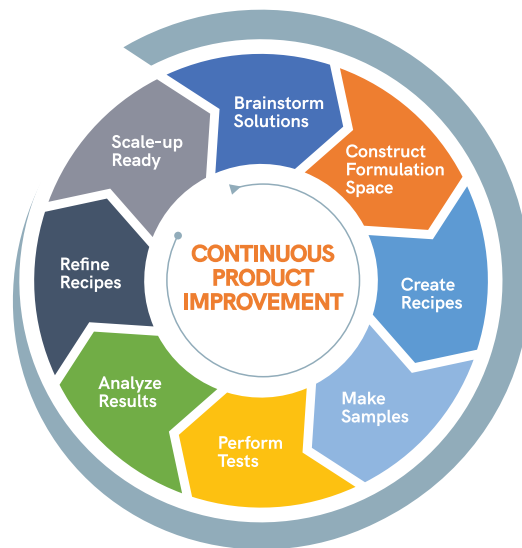 Brainstorm
Solutions
Construct
Formulation
Space
Create
Recipes
Make
Samples
Perform
Tests
Analyze
Results
Refine
Recipes
Scale-up
Ready
CONTINUOUS
PRODUCT
IMPROVEMENT